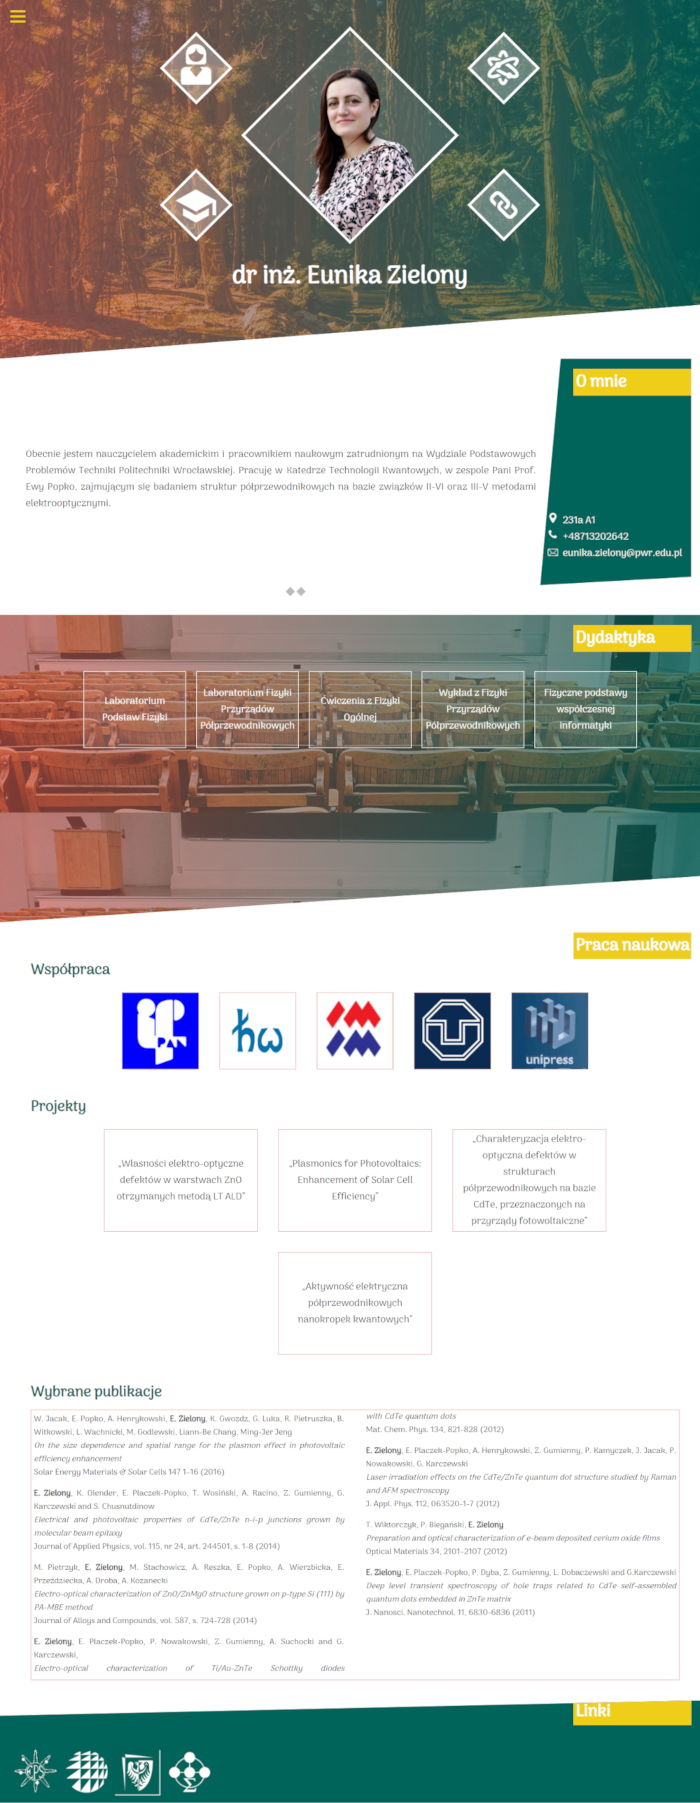 dr inż. Eunika Zielony
O mnie
Obecnie jestem nauczycielem akademickim i pracownikiem naukowym zatrudnionym na Wydziale Podstawowych
Problemów Techniki Politechniki Wrocławskiej. Pracuję w Katedrze Technologii Kwantowych, w zespole Pani Prof.
Ewy Popko, zajmującym się badaniem struktur półprzewodnikowych na bazie związków II-VI oraz III-V metodami
elektrooptycznymi.
231a A1
+48713202642
eunika.zielony@pwr.edu.pl
Dydaktyka
Laboratorium
Podstaw Fizyki
Laboratorium Fizyki
Przyrządów
Półprzewodnikowych
Ćwiczenia z Fizyki
Ogólnej
Wykład z Fizyki
Przyrządów
Półprzewodnikowych
Fizyczne podstawy
współczesnej
informatyki
Praca naukowa
Współpraca
PAN
ħω
unipress
Projekty
„Własności elektro-optyczne
defektów w warstwach ZnO
otrzymanych metodą LT ALD"
„Plasmonics for Photovoltaics:
Enhancement of Solar Cell
Efficiency"
„Charakteryzacja elektro-
optyczna defektów w
strukturach
półprzewodnikowych na bazie
CdTe, przeznaczonych na
przyrządy fotowoltaiczne"
„Aktywność elektryczna
półprzewodnikowych
nanokropek kwantowych"
Wybrane publikacje
W. Jacak, E. Popko, A. Henrykowski, E. Zielony, K. Gwozdz, G. Luka, R. Pietruszka, B.
Witkowski, L. Wachnicki, M. Godlewski, Liann-Be Chang, Ming-Jer Jeng
On the size dependence and spatial range for the plasmon effect in photovoltaic
efficiency enhancement
Solar Energy Materials & Solar Cells 147 1-16 (2016)
E. Zielony, K. Olender, E. Płaczek-Popko, T. Wosiński, A. Racino, Z. Gumienny, G.
Karczewski and S. Chusnutdinow
Electrical and photovoltaic properties of CdTe/ZnTe n-i-p junctions grown by
molecular beam epitaxy
Journal of Applied Physics, vol. 115, nr 24, art. 244501, s. 1-8 (2014)
M. Pietrzyk, E. Zielony, M. Stachowicz, A. Reszka, E. Popko, A. Wierzbicka, E.
Przeździecka, A. Droba, A. Kozanecki
Electro-optical characterization of ZnO/ZnMgO structure grown on p-type Si (111) by
PA-MBE method
Journal of Alloys and Compounds, vol. 587, s. 724-728 (2014)
E. Zielony, E. Płaczek-Popko, P. Nowakowski, Z. Gumienny, A. Suchocki and G.
Karczewski,
Electro-optical characterization of Ti/Au-ZnTe Schottky diodes
with CdTe quantum dots
Mat. Chem. Phys. 134, 821-828 (2012)
E. Zielony, E. Płaczek-Popko, A. Henrykowski, Z. Gumienny, P. Kamyczek, J. Jacak, P.
Nowakowski, G. Karczewski
Laser irradiation effects on the CdTe/ZnTe quantum dot structure studied by Raman
and AFM spectroscopy
J. Appl. Phys. 112, 063520-1-7 (2012)
T. Wiktorczyk, P. Biegański, E. Zielony
Preparation and optical characterization of e-beam deposited cerium oxide films
Optical Materials 34, 2101–2107 (2012)
E. Zielony, E. Placzek-Popko, P. Dyba, Z. Gumienny, L. Dobaczewski and G.Karczewski
Deep level transient spectroscopy of hole traps related to CdTe self-assembled
quantum dots embedded in ZnTe matrix
J. Nanosci. Nanotechnol. 11, 6830-6836 (2011)
Linki
EPS